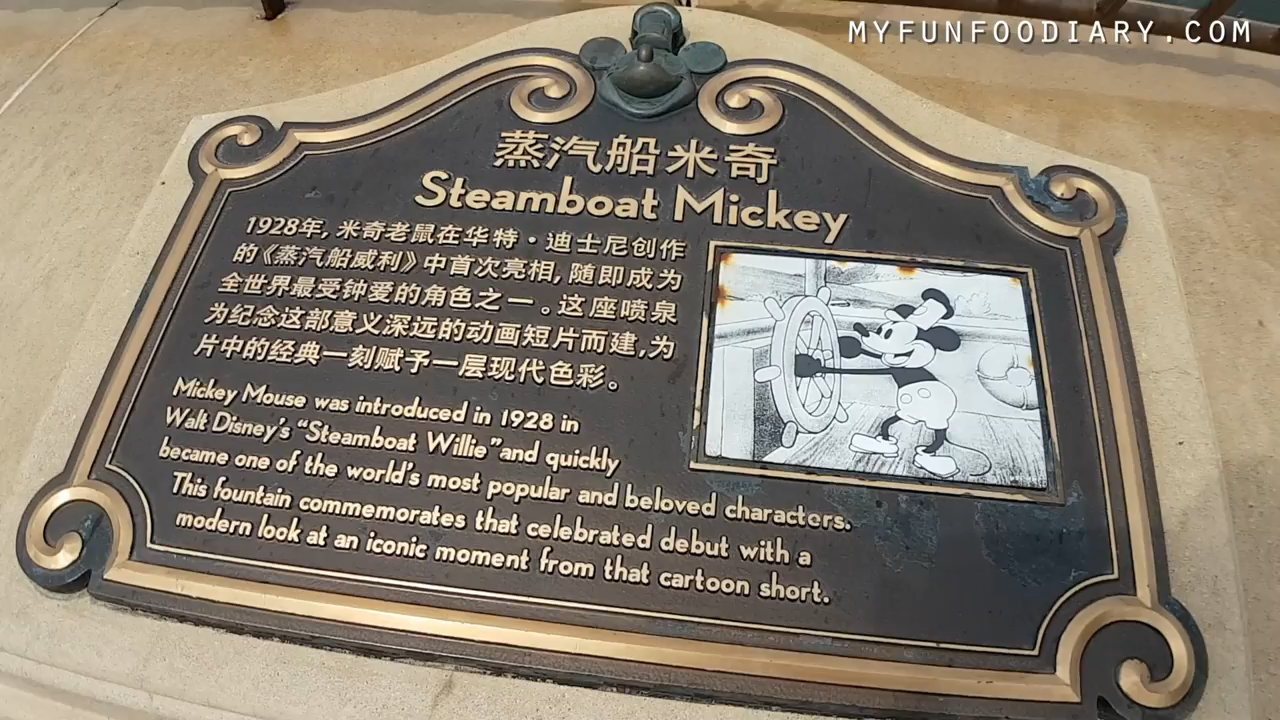 MYFUNFOODIARY.COM
蒸汽船米奇
Steamboat Mickey
1928年,米奇老鼠在华特·迪士尼创作
的《蒸汽船威利》中首次亮相,随即成为
全世界最受钟爱的角色之一。这座喷泉
为纪念这部意义深远的动画短片而建,为
片中的经典一刻赋予一层现代色彩。
Mickey Mouse was introduced in 1928 in
Walt Disney's "Steamboat Willie" and quickly
became one of the world's most popular and beloved characters.
This fountain commemorates that celebrated debut with a
modern look at an iconic moment from that cartoon short.